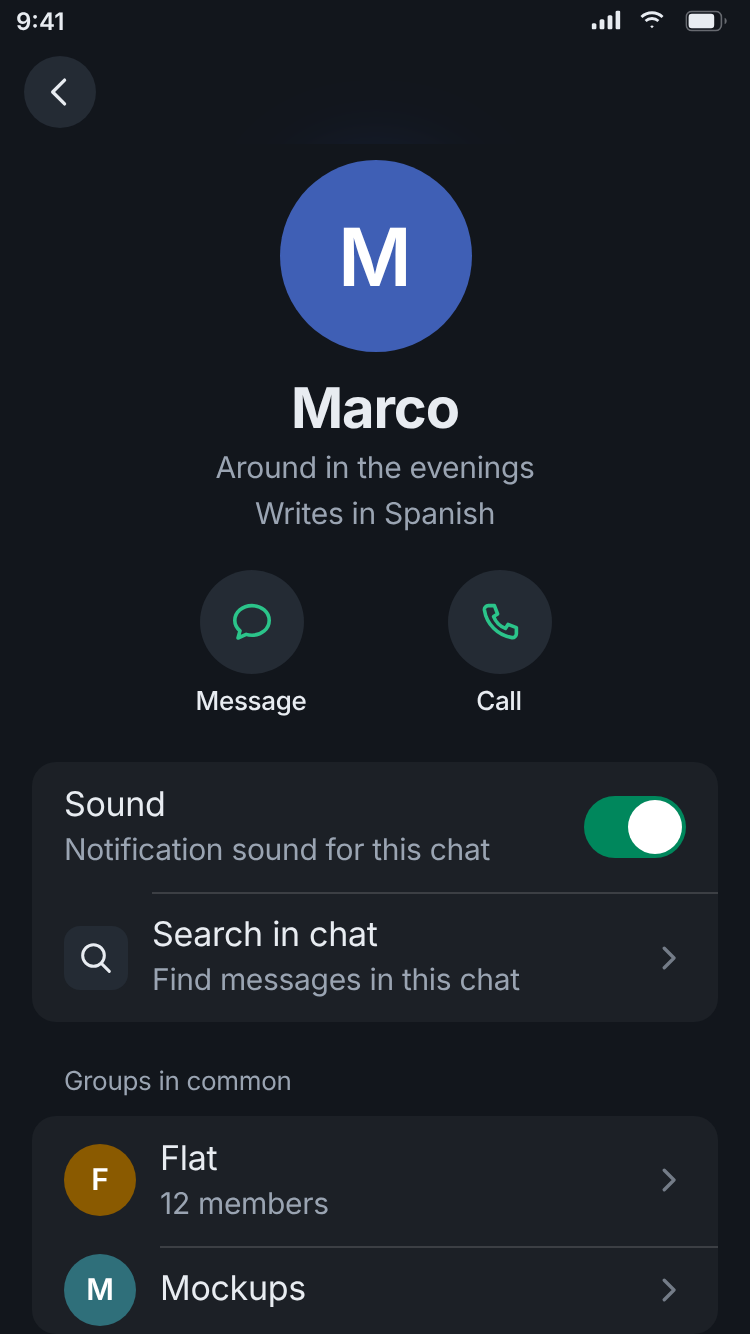 9:41
M
Marco
Around in the evenings
Writes in Spanish
Message
Call
Sound
Notification sound for this chat
Search in chat
Find messages in this chat
Groups in common
F
Flat
12 members
M
Mockups